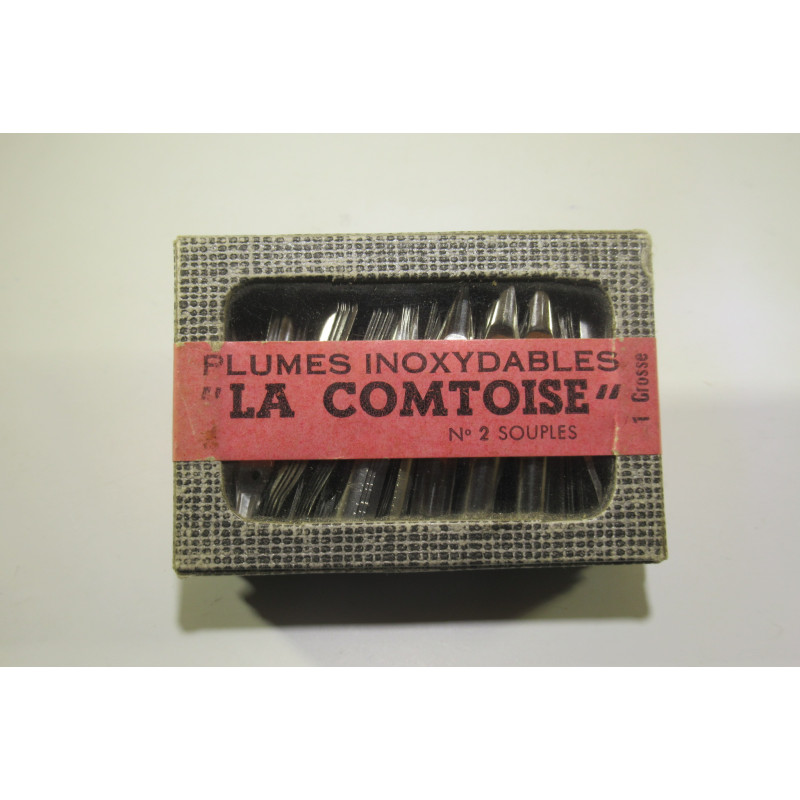 PLUMES INOXYDABLES
"LA COMTOISE"
Nº 2 SOUPLES
1 Grosse